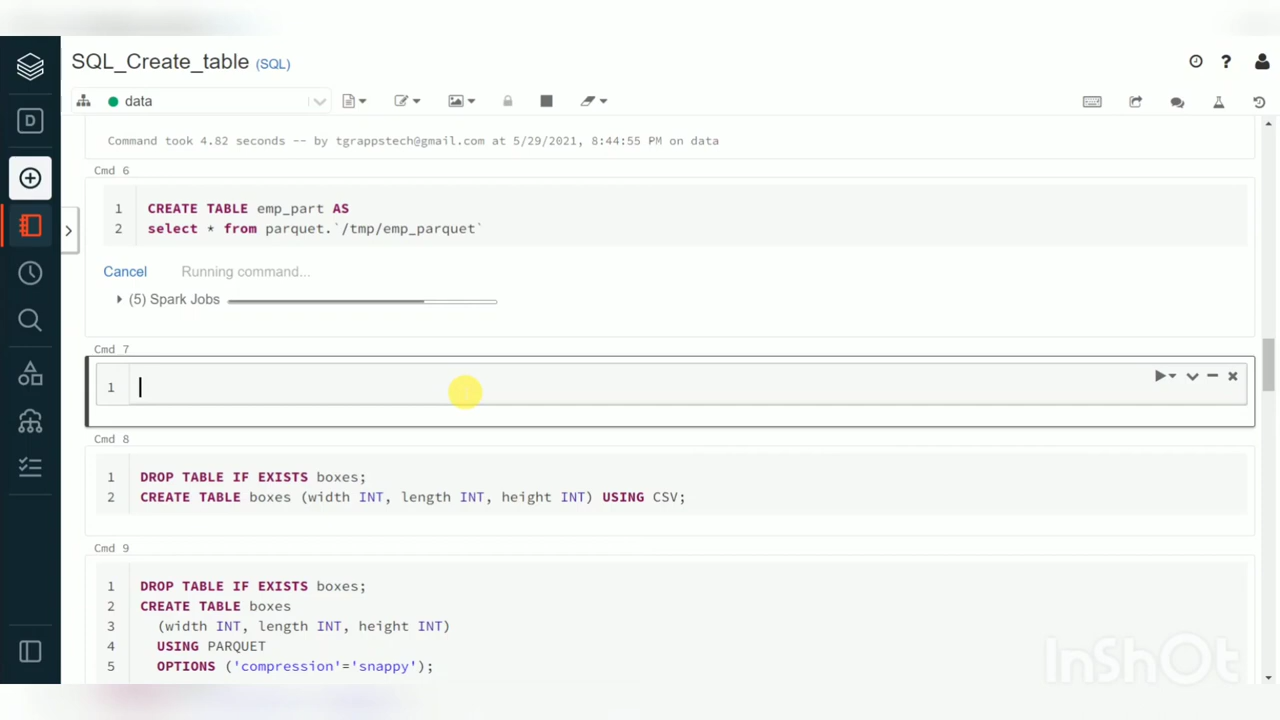 SQL_Create_table (SQL)
D
data
Command took 4.82 seconds -- by tgrappstech@gmail.com at 5/29/2021, 8:44:55 PM on data
Cmd 6
1 CREATE TABLE emp_part AS
2 select * from parquet.`/tmp/emp_parquet`
Cancel Running command...
(5) Spark Jobs
Cmd 7
1
Cmd 8
1 DROP TABLE IF EXISTS boxes;
2 CREATE TABLE boxes (width INT, length INT, height INT) USING CSV;
Cmd 9
1 DROP TABLE IF EXISTS boxes;
2 CREATE TABLE boxes
3 (width INT, length INT, height INT)
4 USING PARQUET
5 OPTIONS ('compression'='snappy');
InShOt